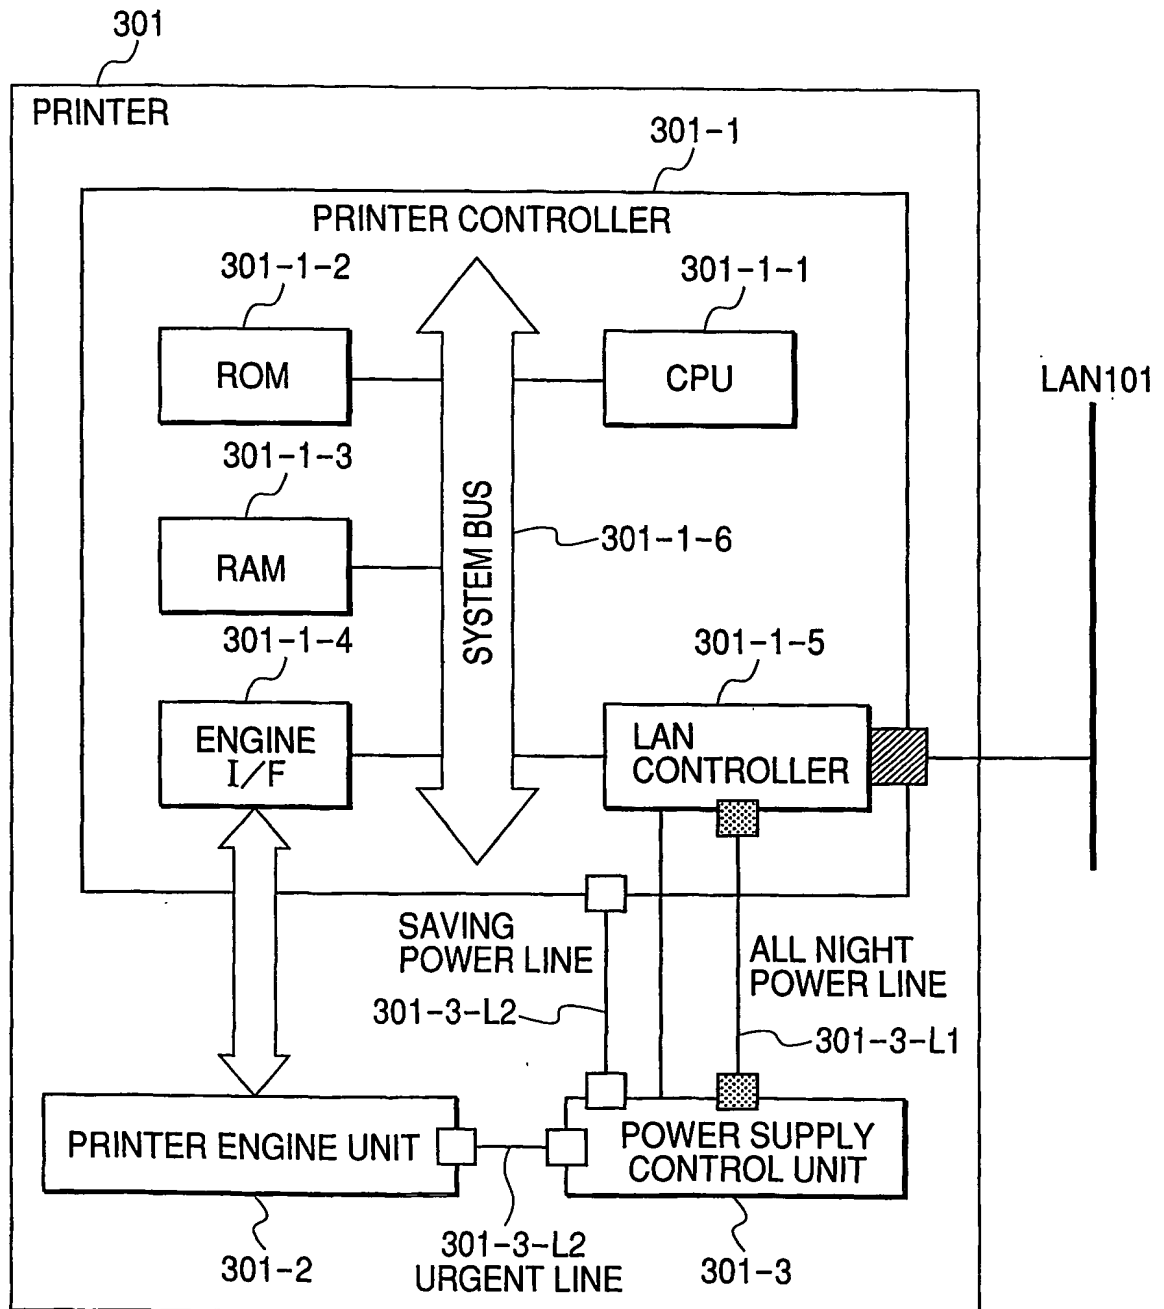 301
PRINTER
301-1
PRINTER CONTROLLER
301-1-2
301-1-1
ROM
CPU
LAN101
301-1-3
SYSTEM BUS
301-1-6
RAM
301-1-4
301-1-5
ENGINE
I/F
LAN
CONTROLLER
SAVING
POWER LINE
ALL NIGHT
POWER LINE
301-3-L2
301-3-L1
PRINTER ENGINE UNIT
POWER SUPPLY
CONTROL UNIT
301-2
301-3-L2
URGENT LINE
301-3